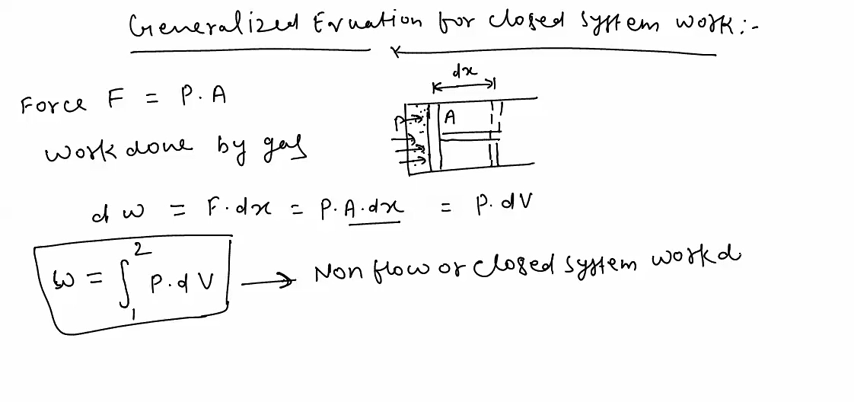 Generalized Equation for closed system work:-
dx
Force F = P.A
P A
work done by gas
dw = F.dx = P.A.dx = P.dV
w = ∫₁² P.dV → Non flow or closed system workd